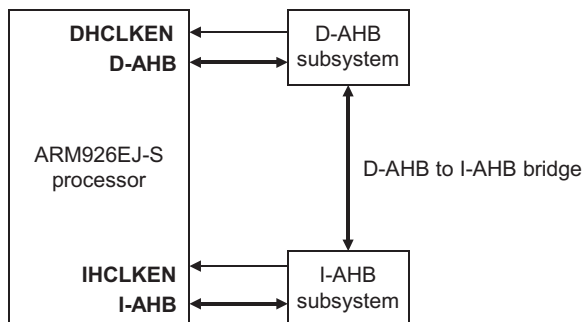 DHCLKEN
D-AHB
D-AHB
subsystem
ARM926EJ-S
processor
D-AHB to I-AHB bridge
IHCLKEN
I-AHB
I-AHB
subsystem